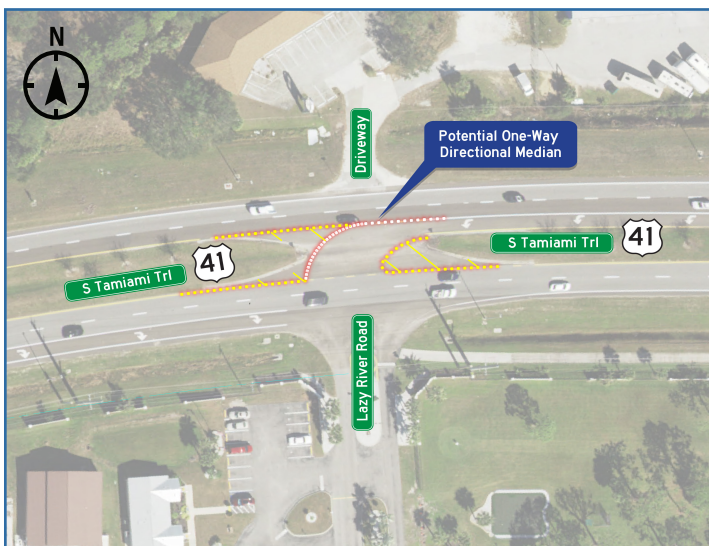 N
Driveway
Potential One-Way
Directional Median
41
S Tamiami Trl
41
S Tamiami Trl
Lazy River Road